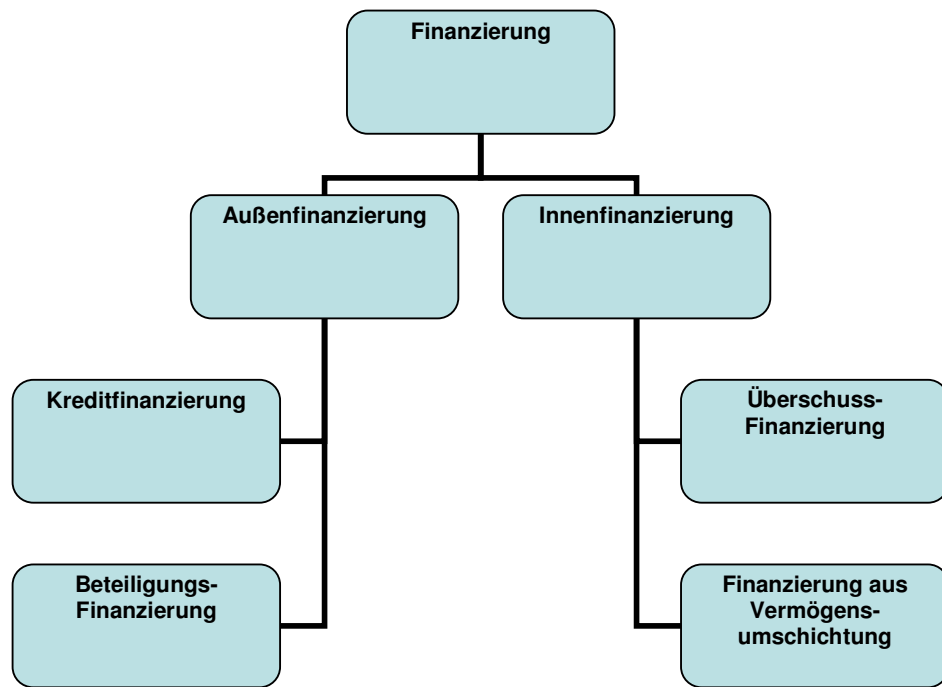 Finanzierung
Außenfinanzierung
Innenfinanzierung
Kreditfinanzierung
Überschuss-
Finanzierung
Beteiligungs-
Finanzierung
Finanzierung aus
Vermögens-
umschichtung